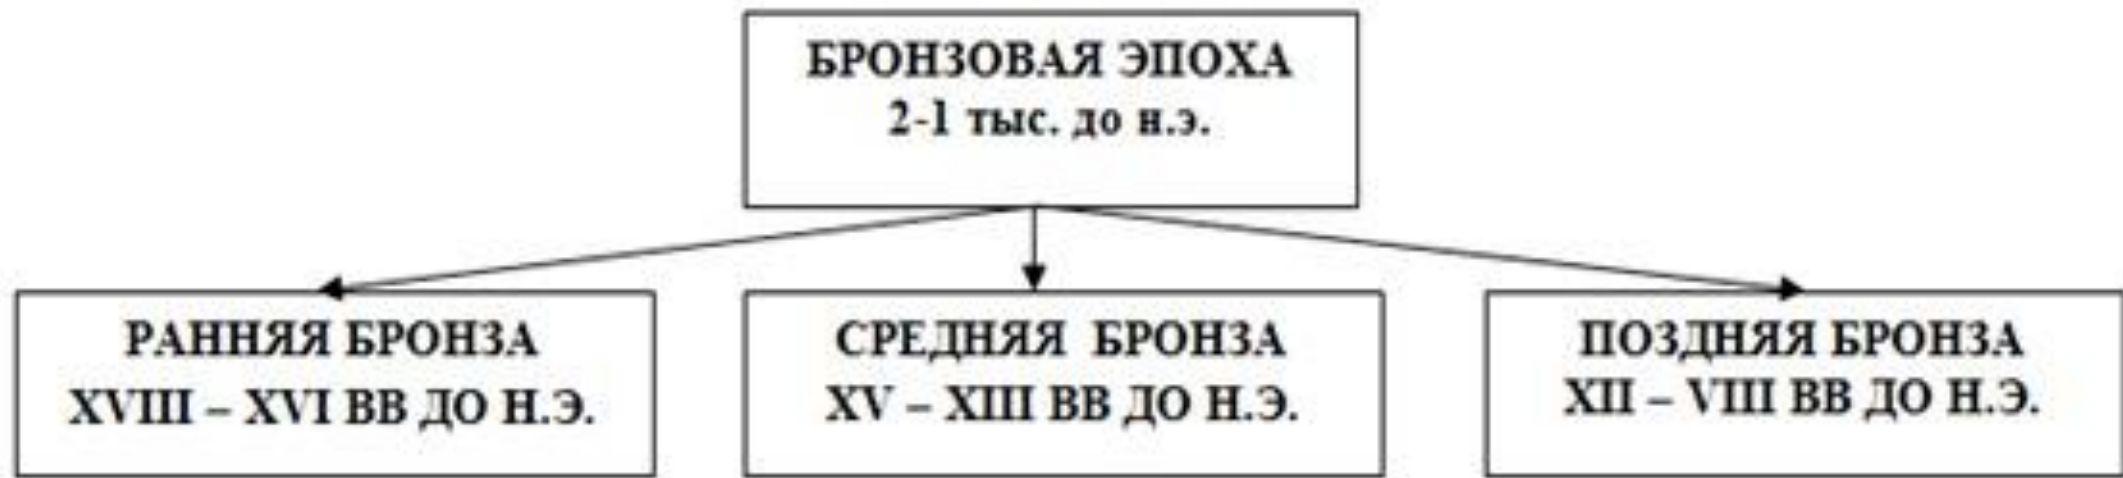 БРОНЗОВАЯ ЭПОХА
2-1 тыс. до н.э.
РАННЯЯ БРОНЗА
XVIII – XVI ВВ ДО Н.Э.
СРЕДНЯЯ БРОНЗА
XV – XIII ВВ ДО Н.Э.
ПОЗДНЯЯ БРОНЗА
XII – VIII ВВ ДО Н.Э.